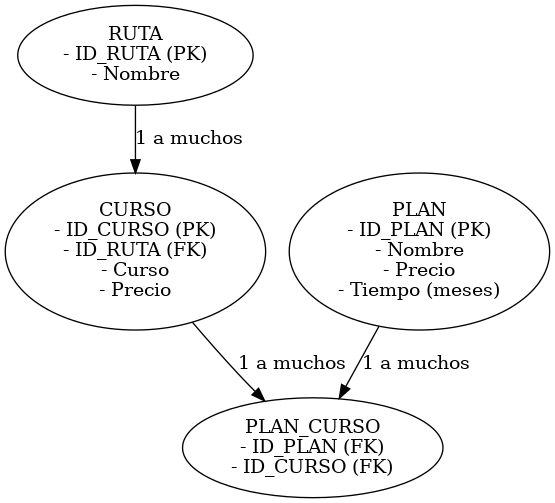 RUTA
- ID_RUTA (PK)
- Nombre
1 a muchos
CURSO
- ID_CURSO (PK)
- ID_RUTA (FK)
- Curso
- Precio
PLAN
- ID_PLAN (PK)
- Nombre
- Precio
- Tiempo (meses)
1 a muchos
1 a muchos
PLAN_CURSO
- ID_PLAN (FK)
- ID_CURSO (FK)